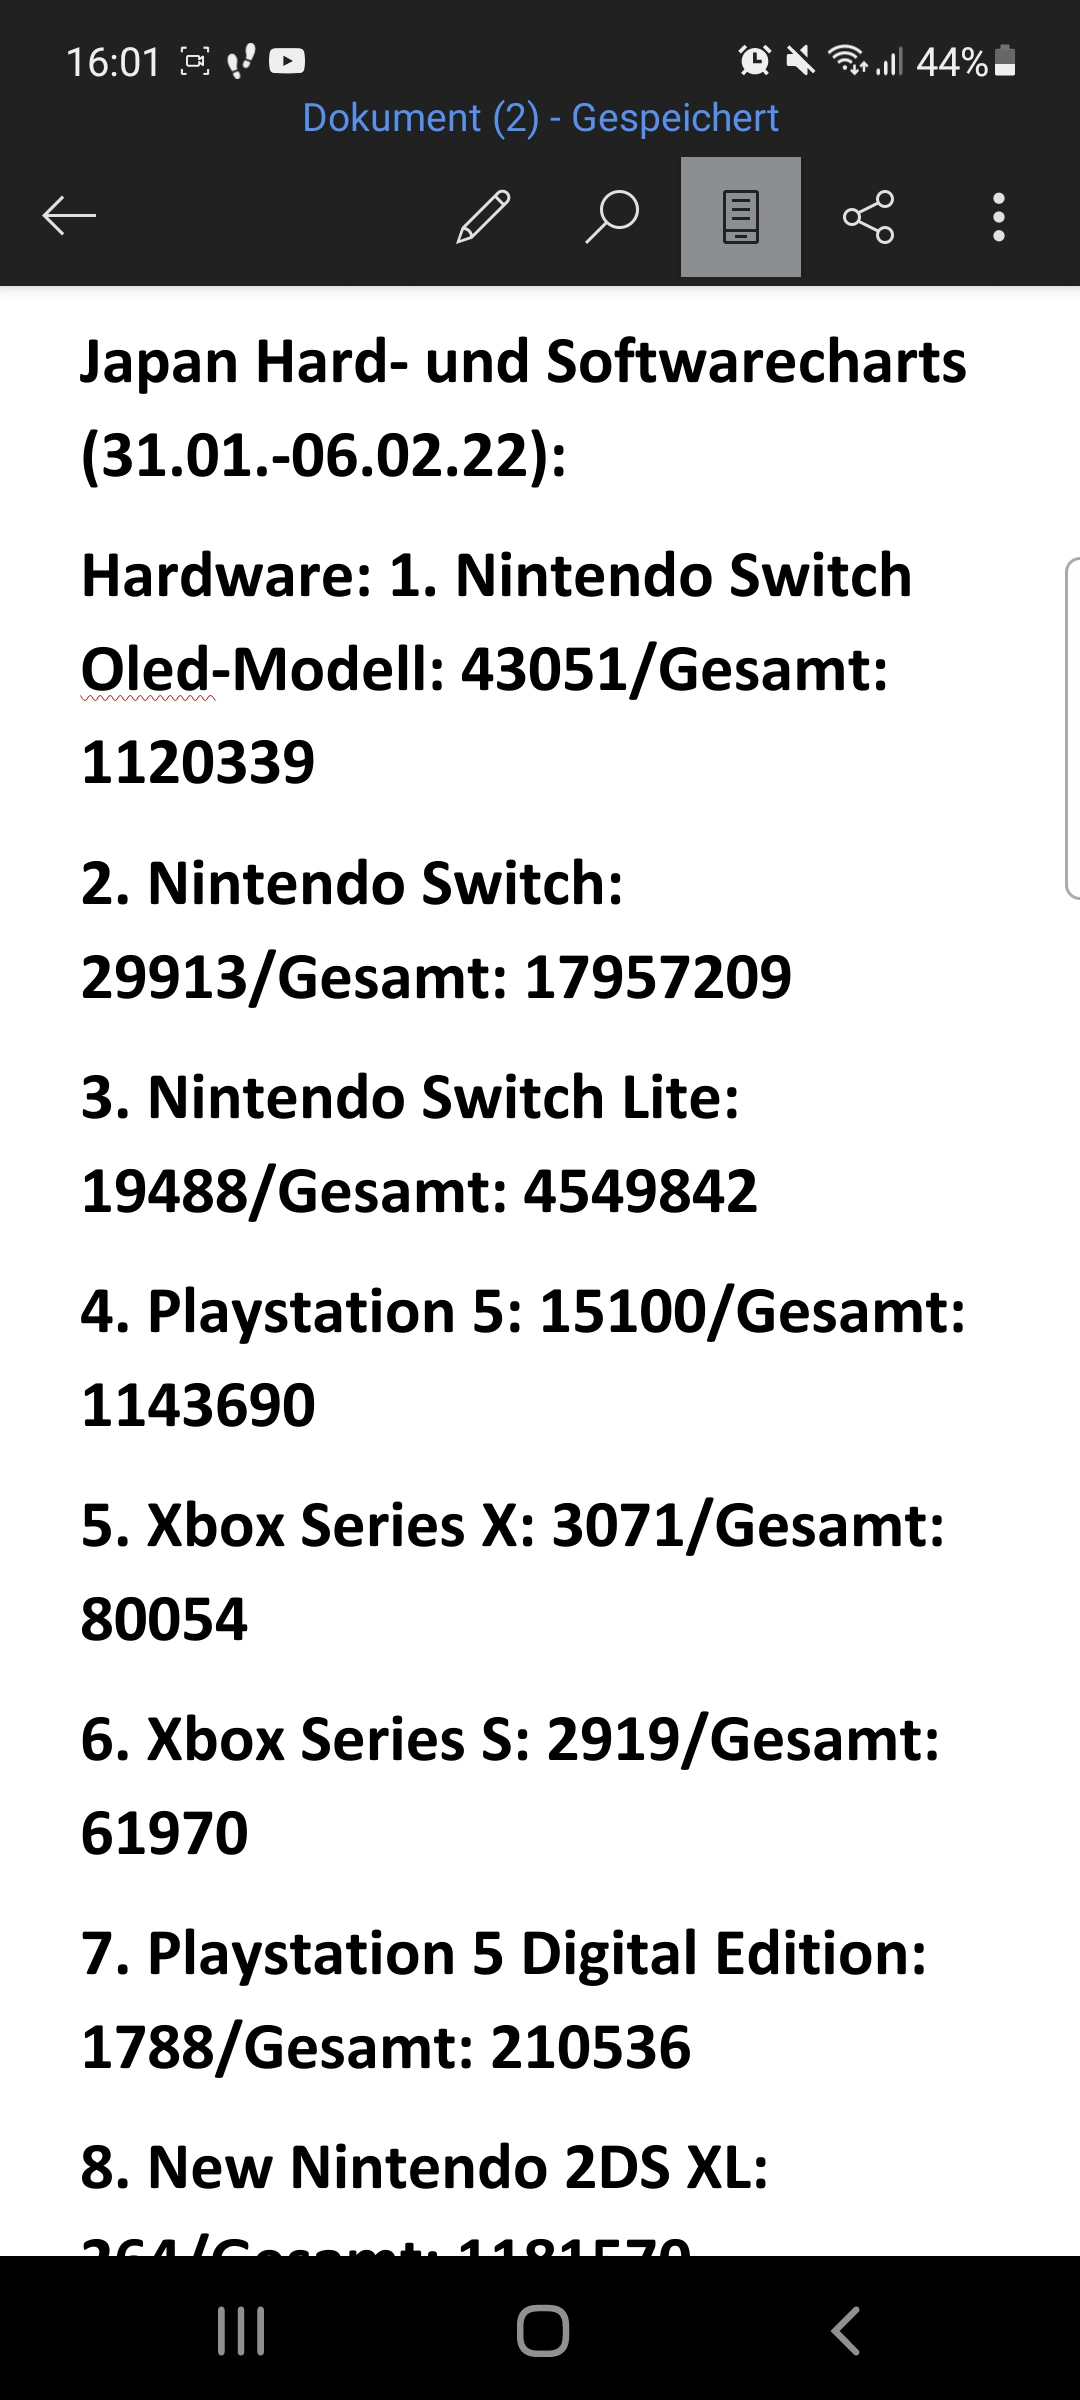 16:01 44%
Dokument (2) - Gespeichert
Japan Hard- und Softwarecharts
(31.01.-06.02.22):
Hardware: 1. Nintendo Switch
Oled-Modell: 43051/Gesamt:
1120339
2. Nintendo Switch:
29913/Gesamt: 17957209
3. Nintendo Switch Lite:
19488/Gesamt: 4549842
4. Playstation 5: 15100/Gesamt:
1143690
5. Xbox Series X: 3071/Gesamt:
80054
6. Xbox Series S: 2919/Gesamt:
61970
7. Playstation 5 Digital Edition:
1788/Gesamt: 210536
8. New Nintendo 2DS XL:
264/Gesamt: 1181570